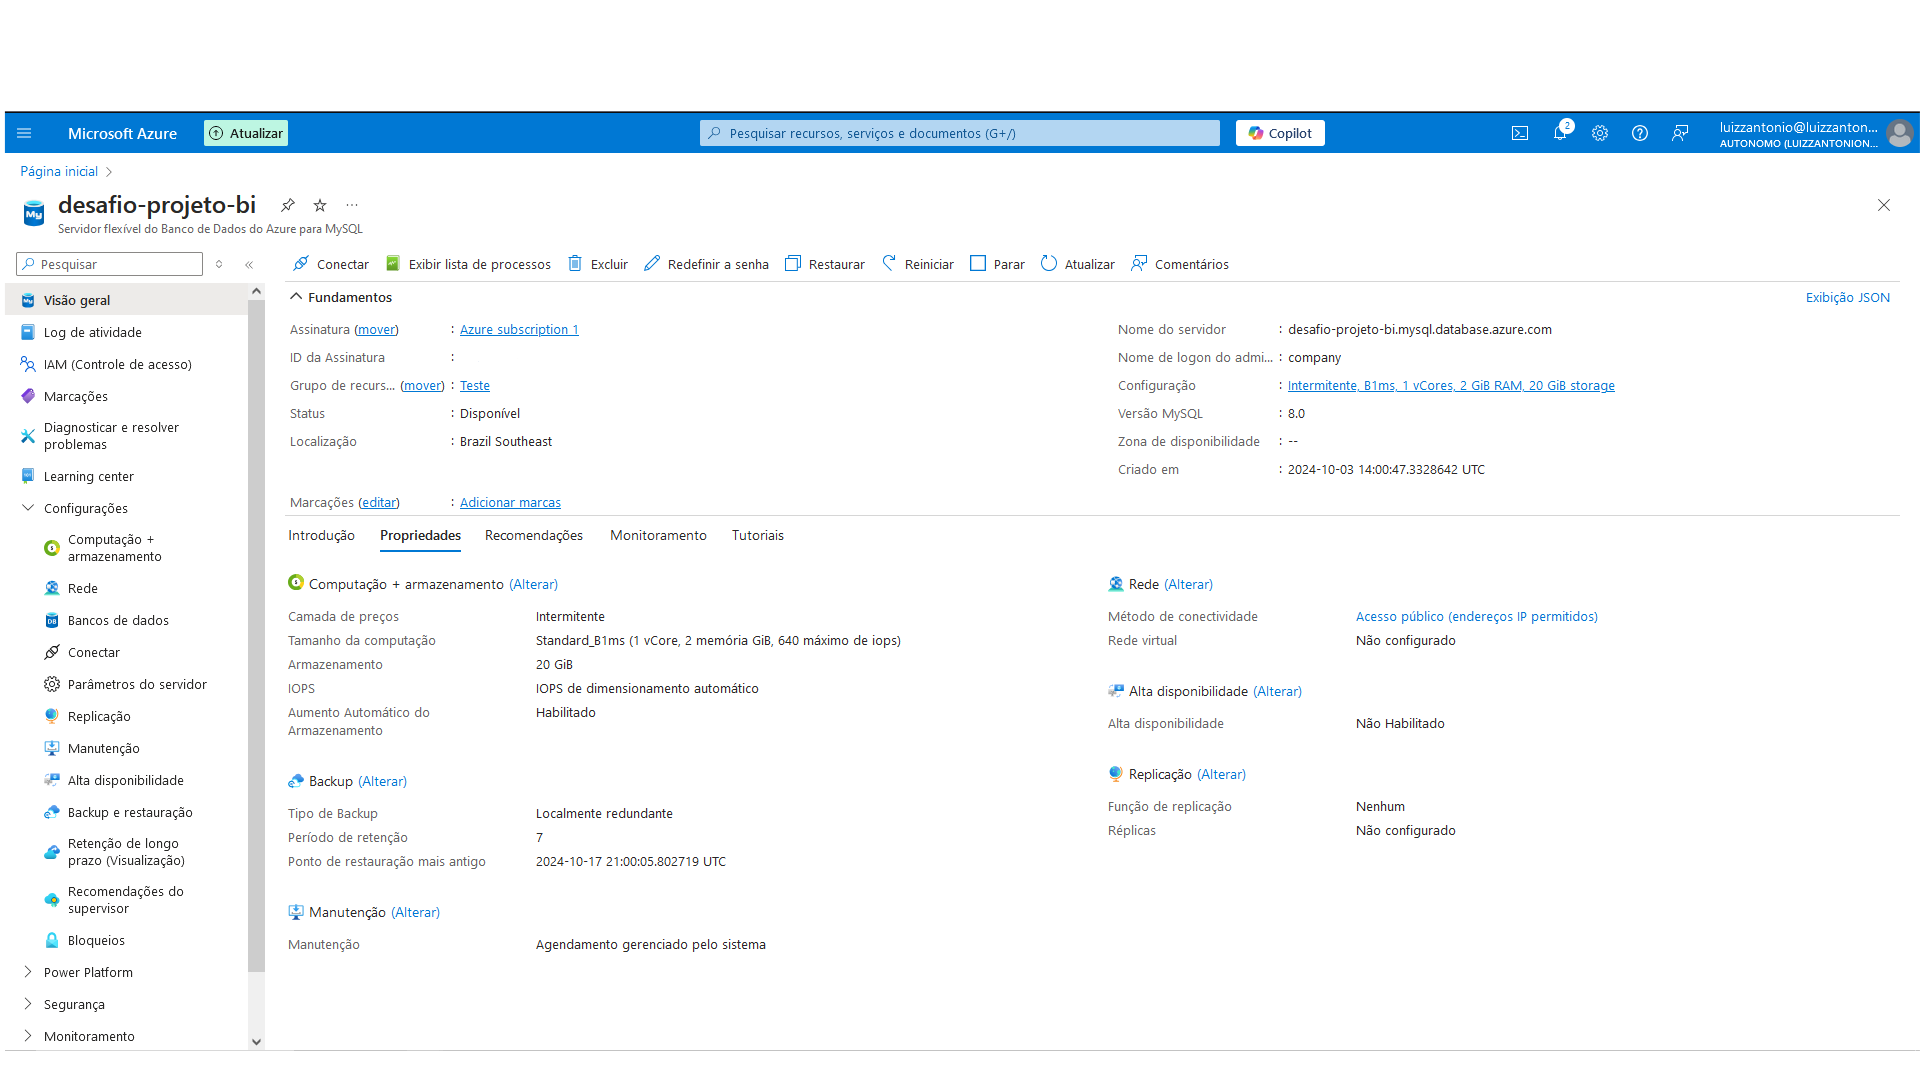 Microsoft Azure
Atualizar
Pesquisar recursos, serviços e documentos (G+/)
Copilot
2
luizzantonio@luizzanton...
AUTONOMO (LUIZZANTONION...
Página inicial
desafio-projeto-bi
Servidor flexível do Banco de Dados do Azure para MySQL
Pesquisar
Conectar
Exibir lista de processos
Excluir
Redefinir a senha
Restaurar
Reiniciar
Parar
Atualizar
Comentários
Visão geral
Log de atividade
IAM (Controle de acesso)
Marcações
Diagnosticar e resolver
problemas
Learning center
Configurações
Computação +
armazenamento
Rede
Bancos de dados
Conectar
Parâmetros do servidor
Replicação
Manutenção
Alta disponibilidade
Backup e restauração
Retenção de longo
prazo (Visualização)
Recomendações do
supervisor
Bloqueios
Power Platform
Segurança
Monitoramento
Fundamentos
Exibição JSON
Assinatura (mover) : Azure subscription 1
ID da Assinatura :
Grupo de recurs... (mover) : Teste
Status : Disponível
Localização : Brazil Southeast
Marcações (editar) : Adicionar marcas
Nome do servidor : desafio-projeto-bi.mysql.database.azure.com
Nome de logon do admi... : company
Configuração : Intermitente, B1ms, 1 vCores, 2 GiB RAM, 20 GiB storage
Versão MySQL : 8.0
Zona de disponibilidade : --
Criado em : 2024-10-03 14:00:47.3328642 UTC
Introdução
Propriedades
Recomendações
Monitoramento
Tutoriais
Computação + armazenamento (Alterar)
Camada de preços Intermitente
Tamanho da computação Standard_B1ms (1 vCore, 2 memória GiB, 640 máximo de iops)
Armazenamento 20 GiB
IOPS IOPS de dimensionamento automático
Aumento Automático do Habilitado
Armazenamento
Backup (Alterar)
Tipo de Backup Localmente redundante
Período de retenção 7
Ponto de restauração mais antigo 2024-10-17 21:00:05.802719 UTC
Manutenção (Alterar)
Manutenção Agendamento gerenciado pelo sistema
Rede (Alterar)
Método de conectividade Acesso público (endereços IP permitidos)
Rede virtual Não configurado
Alta disponibilidade (Alterar)
Alta disponibilidade Não Habilitado
Replicação (Alterar)
Função de replicação Nenhum
Réplicas Não configurado